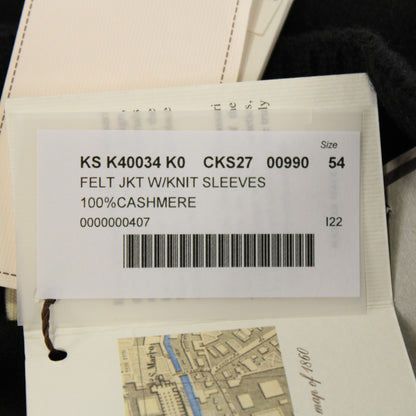 Size
KS K40034 K0 CKS27 00990 54
FELT JKT W/KNIT SLEEVES
100%CASHMERE
0000000407 I22